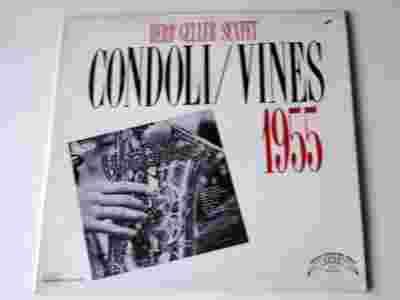 HERB GELLER SEXTET
CONDOLI/VINES
1955